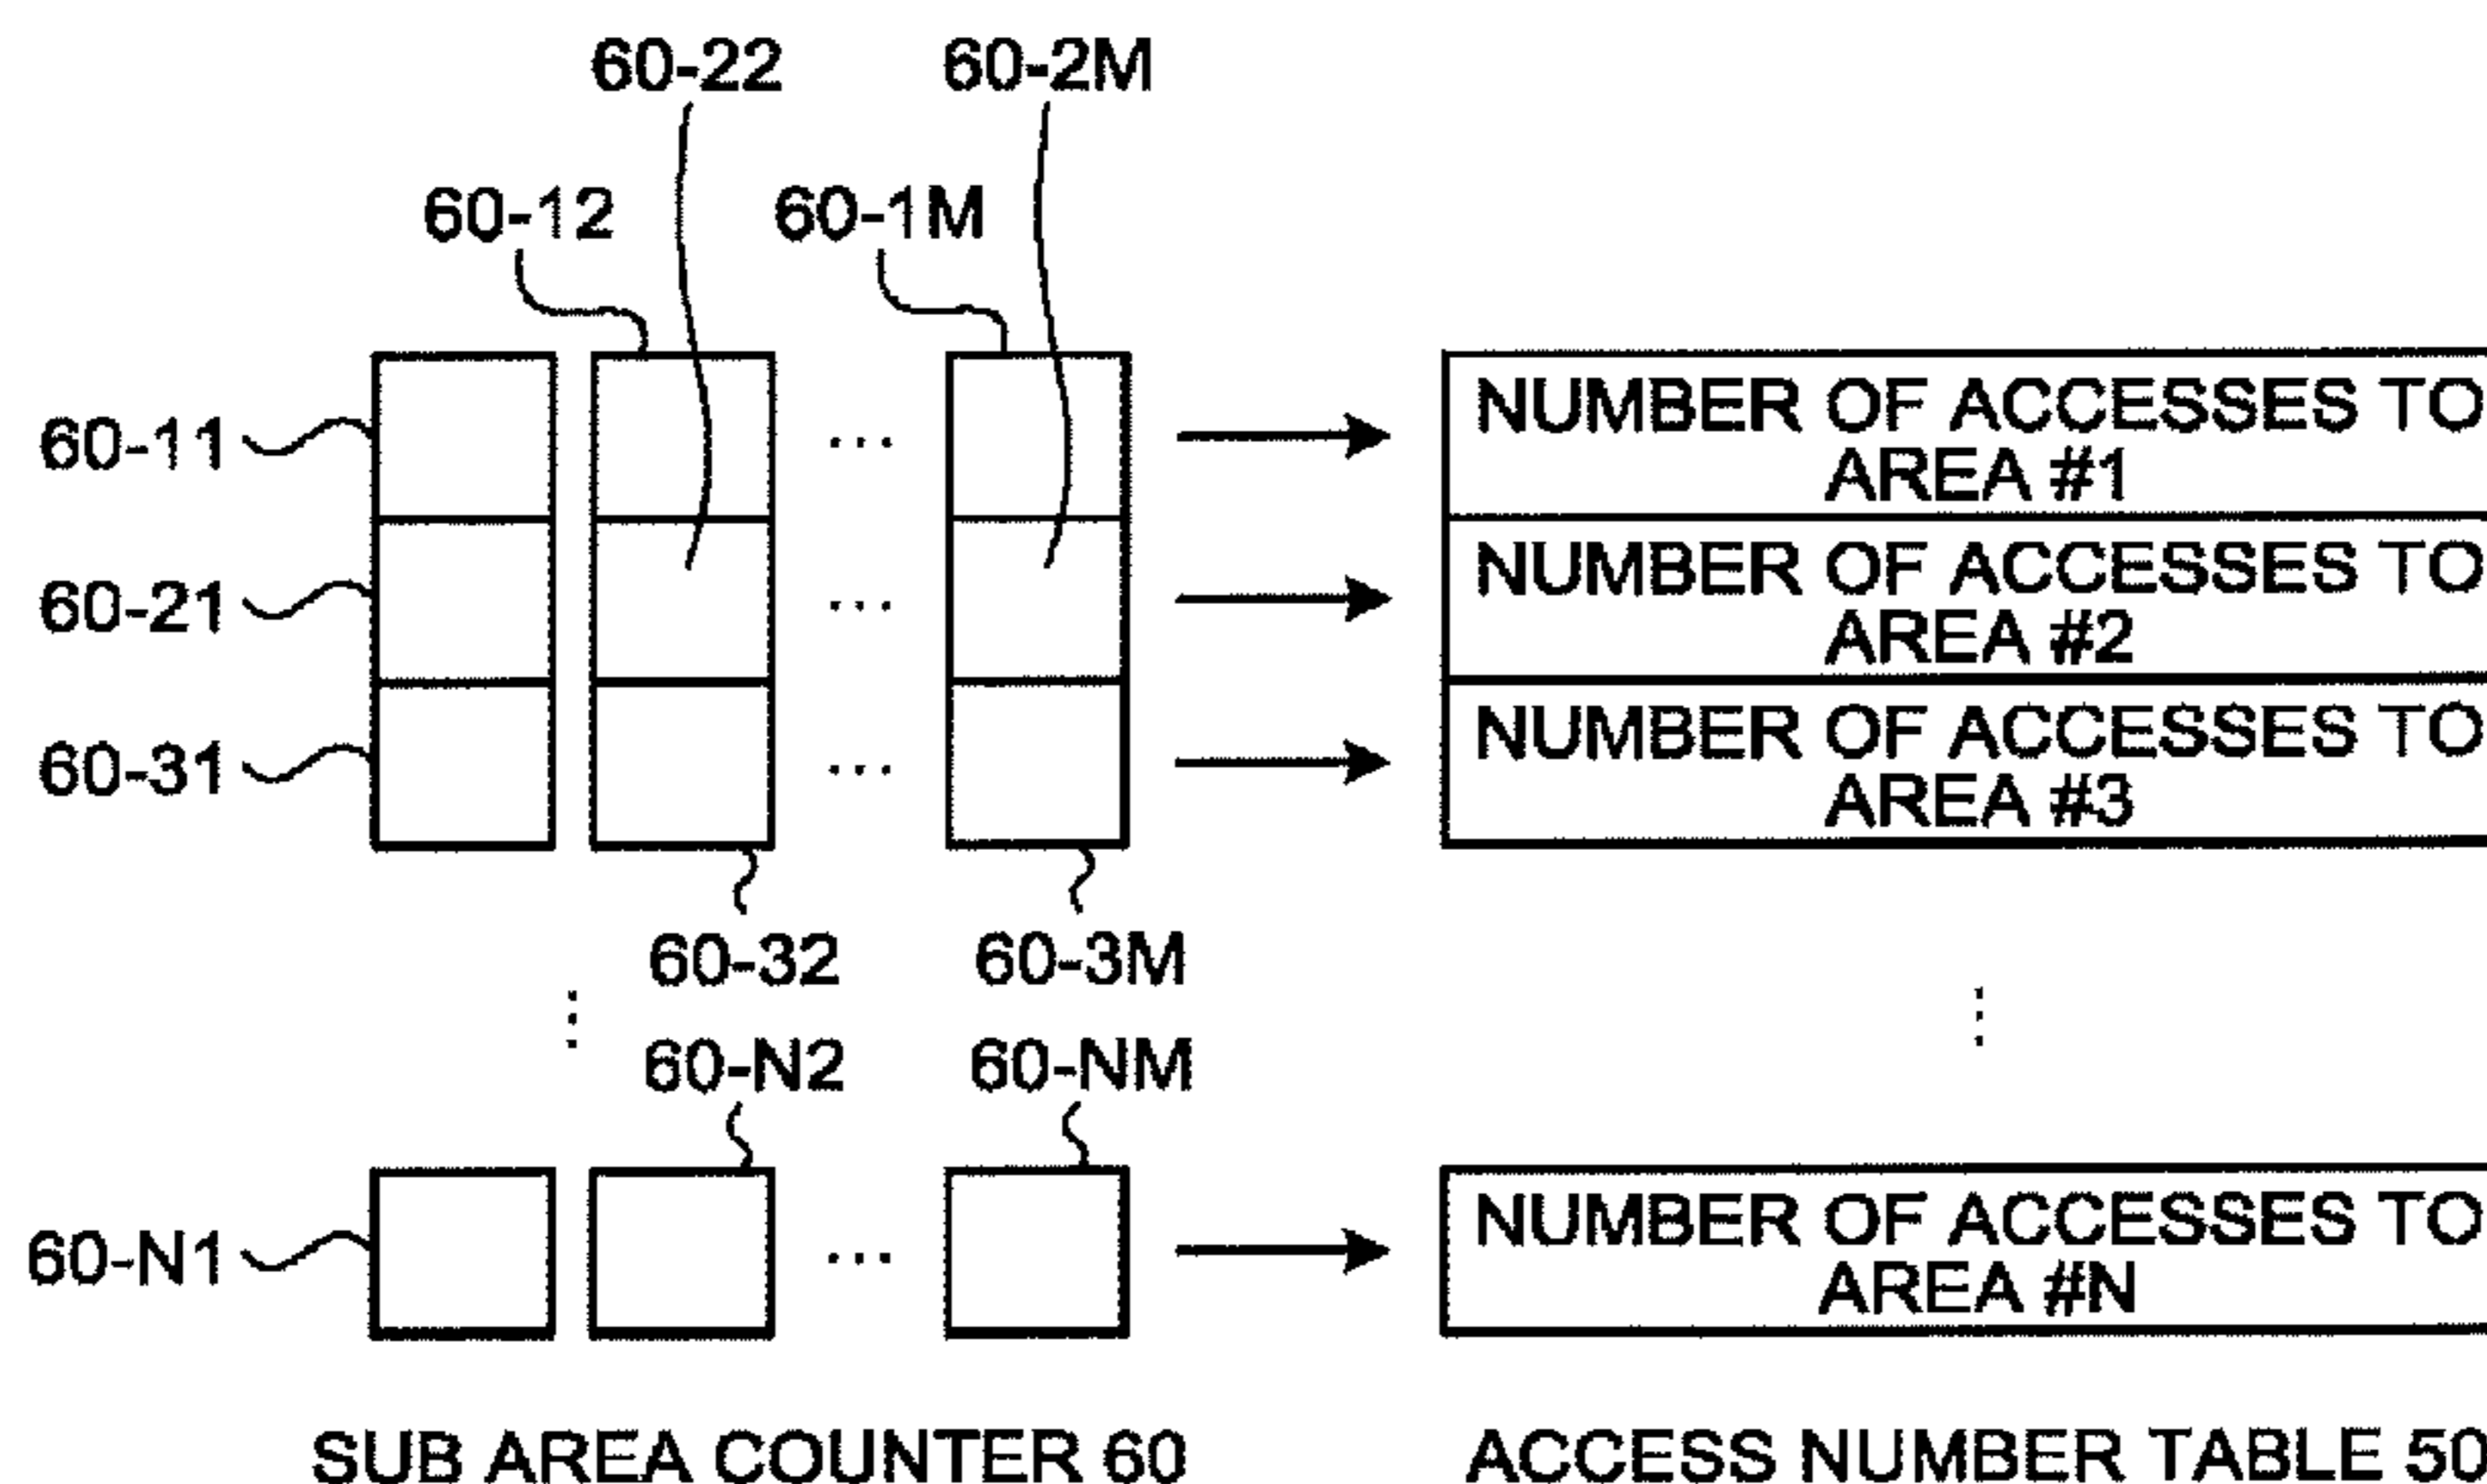 60-22 60-2M
60-12 60-1M
60-11 ... NUMBER OF ACCESSES TO
AREA #1
60-21 ... NUMBER OF ACCESSES TO
AREA #2
60-31 ... NUMBER OF ACCESSES TO
AREA #3
60-32 60-3M
60-N2 60-NM
60-N1 ... NUMBER OF ACCESSES TO
AREA #N
SUB AREA COUNTER 60 ACCESS NUMBER TABLE 50